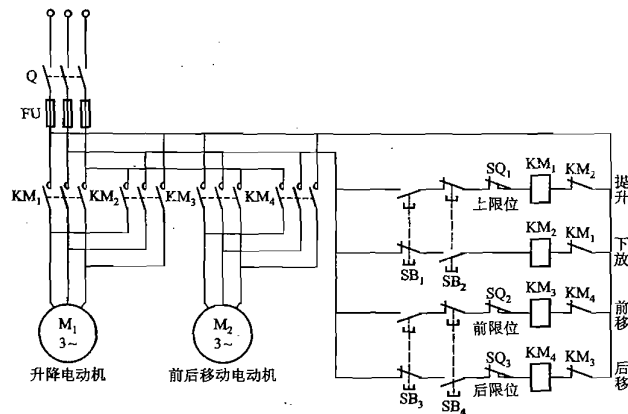 Q
FU
KM₁
KM₂
KM₃
KM₄
M₁
3~
升降电动机
M₂
3~
前后移动电动机
SQ₁
KM₁
KM₂
上限位
提升
KM₂
KM₁
下放
SB₁
SB₂
SQ₂
KM₃
KM₄
前限位
前移
SQ₃
KM₄
KM₃
后限位
后移
SB₃
SB₄